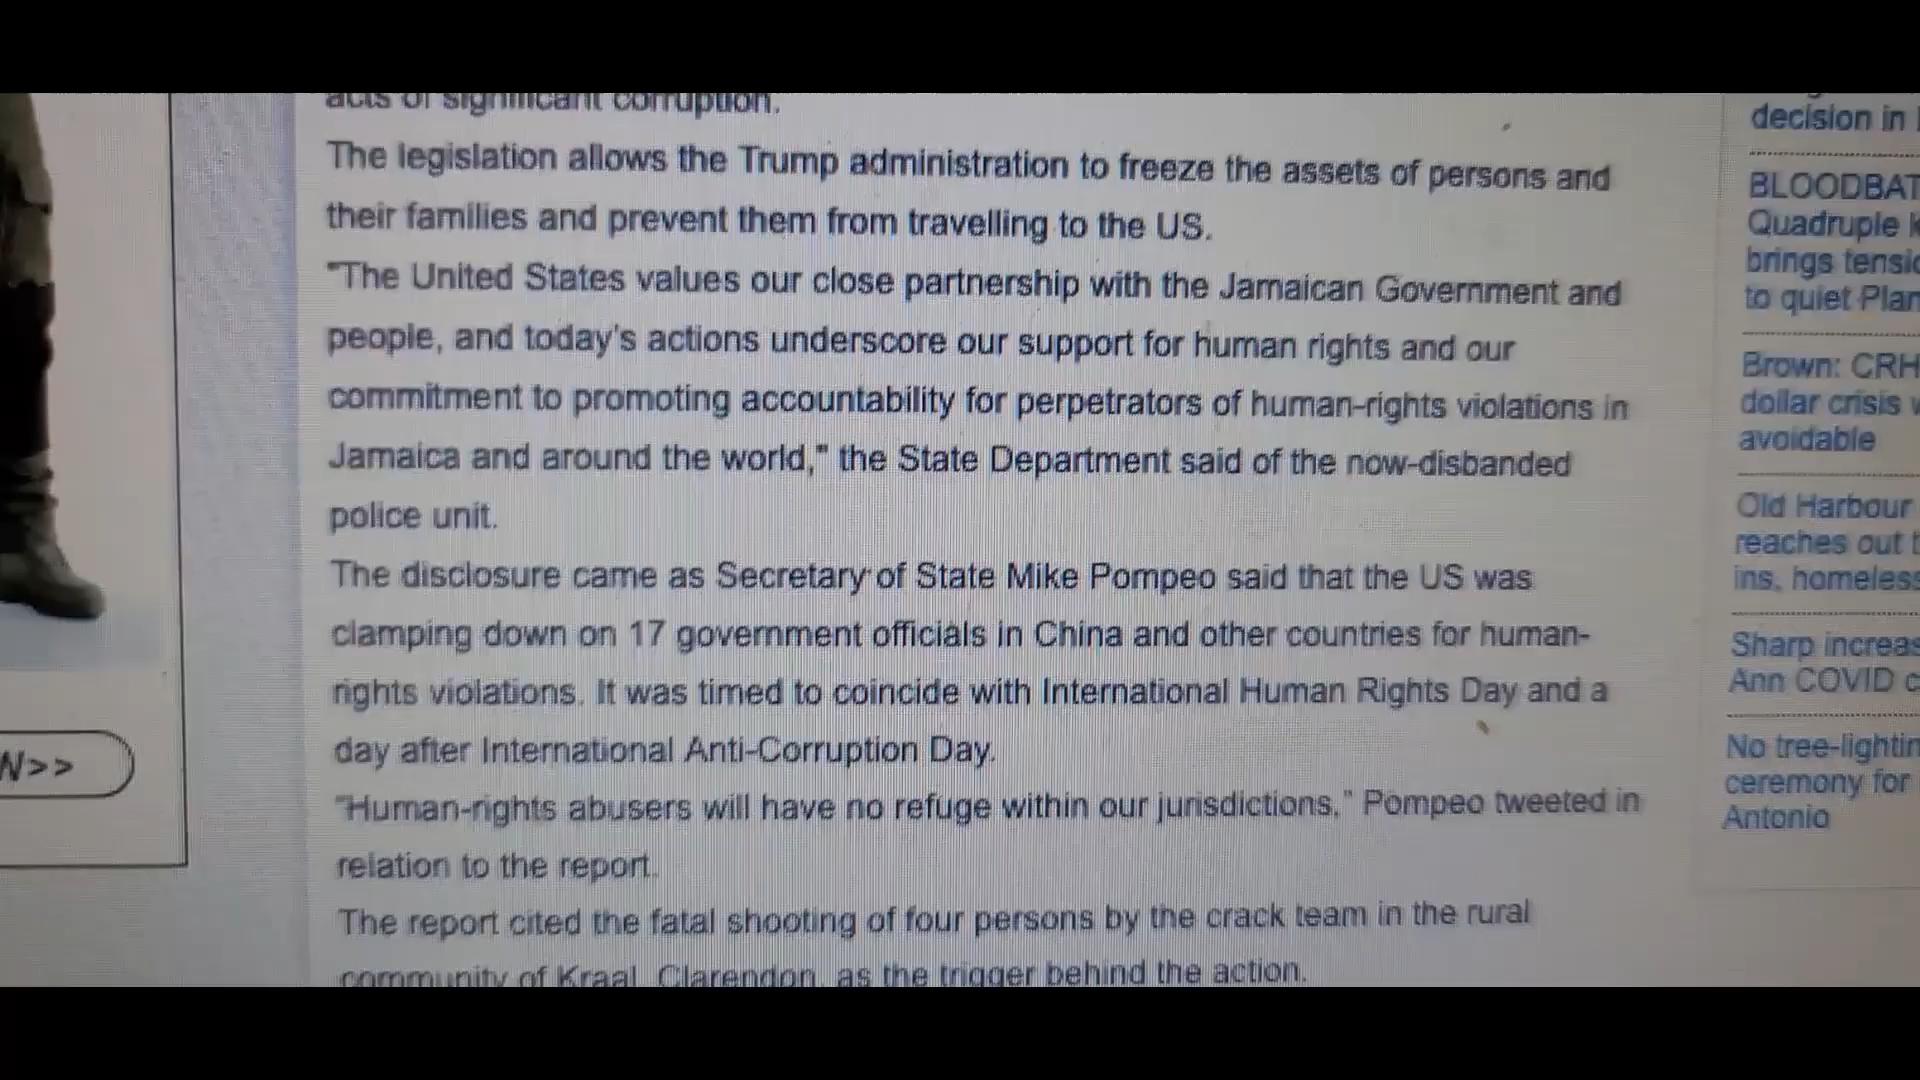 acts of significant corruption.
The legislation allows the Trump administration to freeze the assets of persons and
their families and prevent them from travelling to the US.
"The United States values our close partnership with the Jamaican Government and
people, and today's actions underscore our support for human rights and our
commitment to promoting accountability for perpetrators of human-rights violations in
Jamaica and around the world," the State Department said of the now-disbanded
police unit.
The disclosure came as Secretary of State Mike Pompeo said that the US was
clamping down on 17 government officials in China and other countries for human-
rights violations. It was timed to coincide with International Human Rights Day and a
day after International Anti-Corruption Day.
"Human-rights abusers will have no refuge within our jurisdictions," Pompeo tweeted in
relation to the report.
The report cited the fatal shooting of four persons by the crack team in the rural
community of Kraal, Clarendon, as the trigger behind the action.
N>>
decision in
BLOODBAT
Quadruple
brings tensio
to quiet Plan
Brown: CRH
dollar crisis
avoidable
Old Harbour
reaches out
ins, homeless
Sharp increas
Ann COVID
No tree-lightin
ceremony for
Antonio